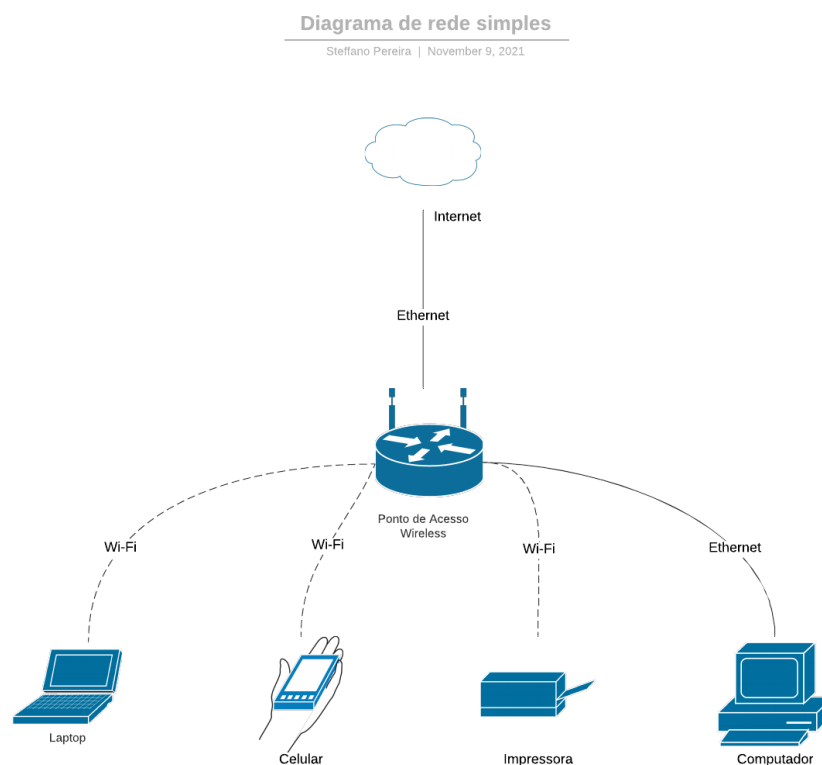 Diagrama de rede simples
Steffano Pereira | November 9, 2021
Internet
Ethernet
Ponto de Acesso
Wireless
Wi-Fi
Wi-Fi
Wi-Fi
Ethernet
Laptop
Celular
Impressora
Computador